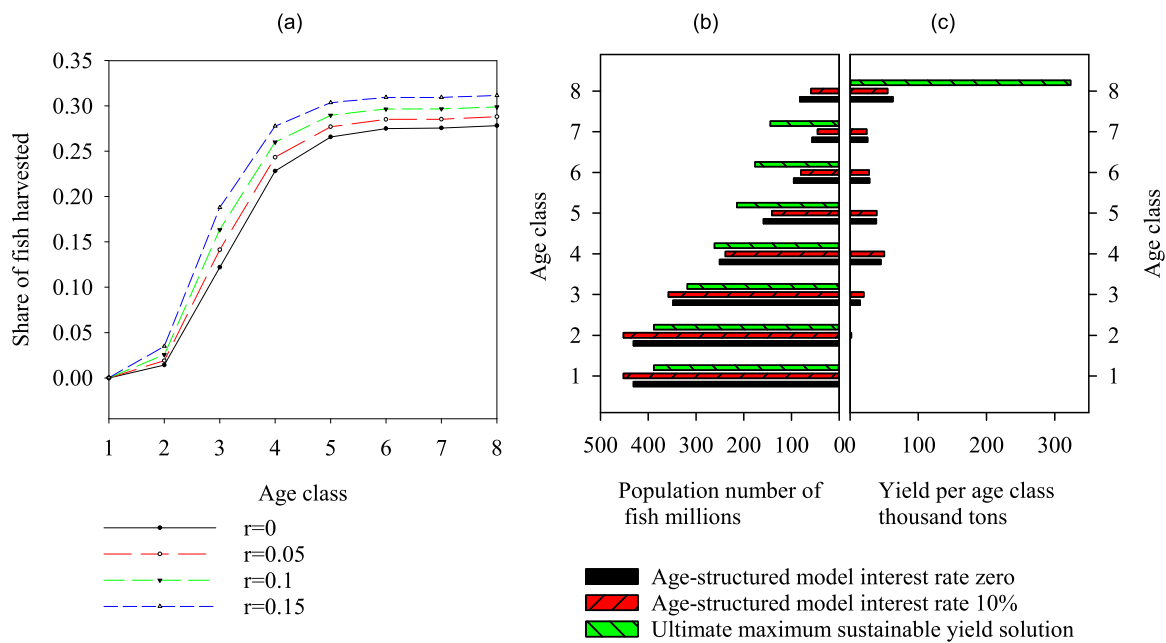 (a)
0.35
0.30
0.25
0.20
0.15
0.10
0.05
0.00
Share of fish harvested
1 2 3 4 5 6 7 8
Age class
r=0
r=0.05
r=0.1
r=0.15
(b)
Age class
500 400 300 200 100 0
Population number of
fish millions
(c)
8
7
6
5
4
3
2
1
Age class
0 100 200 300
Yield per age class
thousand tons
8
7
6
5
4
3
2
1
Age-structured model interest rate zero
Age-structured model interest rate 10%
Ultimate maximum sustainable yield solution